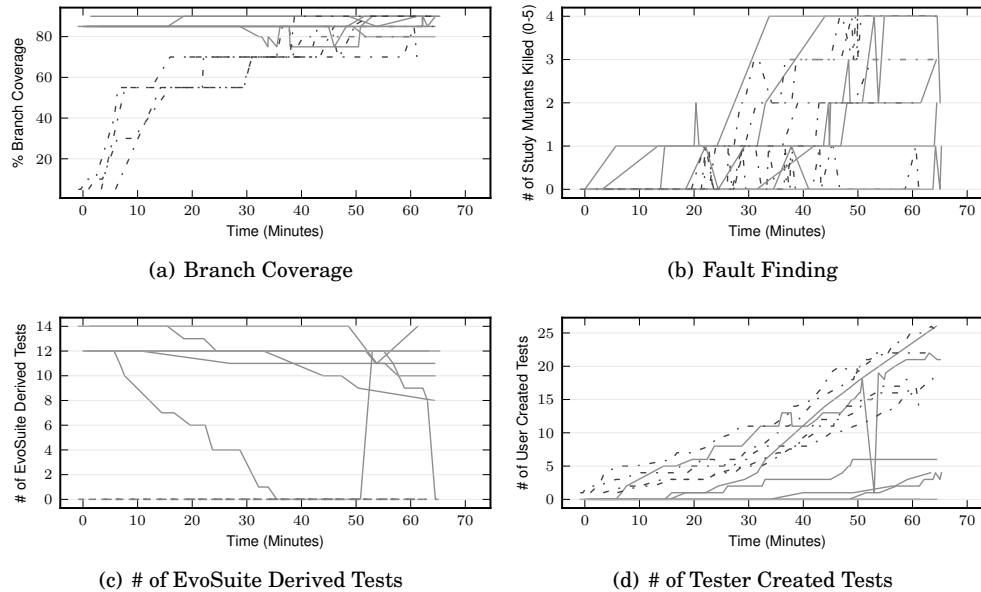 % Branch Coverage
80
60
40
20
0 10 20 30 40 50 60 70
Time (Minutes)
(a) Branch Coverage
# of Study Mutants Killed (0-5)
4
3
2
1
0
0 10 20 30 40 50 60 70
Time (Minutes)
(b) Fault Finding
# of EvoSuite Derived Tests
14
12
10
8
6
4
2
0
0 10 20 30 40 50 60 70
Time (Minutes)
(c) # of EvoSuite Derived Tests
# of User Created Tests
25
20
15
10
5
0
0 10 20 30 40 50 60 70
Time (Minutes)
(d) # of Tester Created Tests